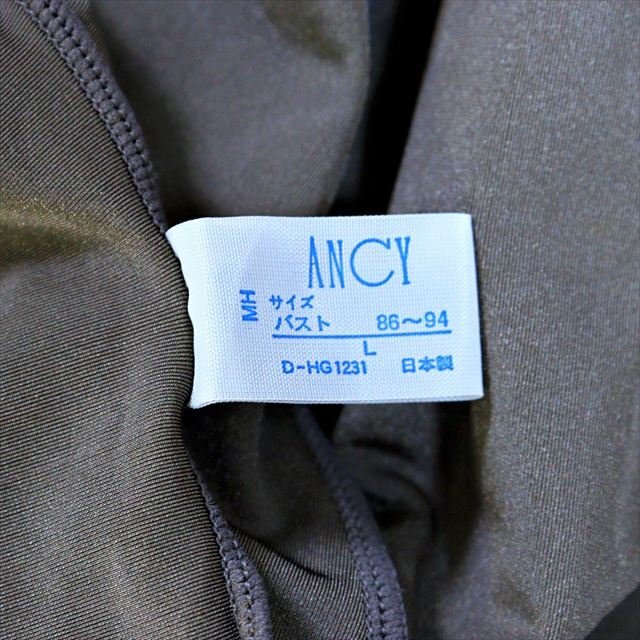 ANCY
MH
サイズ
バスト 86〜94
L
D-HG1231 日本製